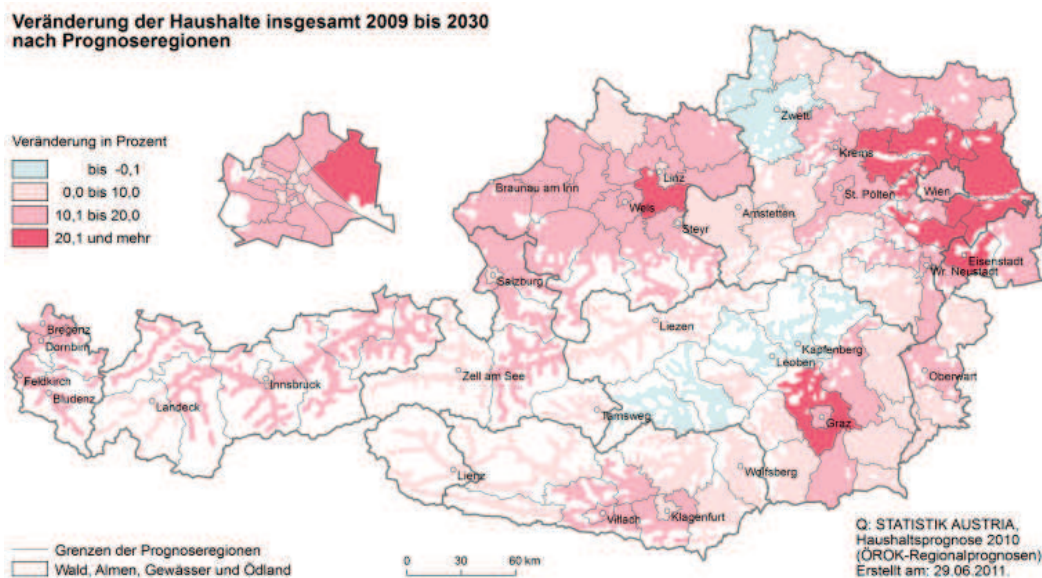 Veränderung der Haushalte insgesamt 2009 bis 2030
nach Prognoseregionen
Veränderung in Prozent
bis -0,1
0,0 bis 10,0
10,1 bis 20,0
20,1 und mehr
Zwettl
Krems
Linz
Braunau am Inn
Wels
St. Pölten
Wien
Amstetten
Steyr
Eisenstadt
Wr. Neustadt
Salzburg
Liezen
Bregenz
Dornbirn
Kapfenberg
Leoben
Feldkirch
Bludenz
Innsbruck
Zell am See
Oberwart
Landeck
Tamsweg
Graz
Lienz
Wolfsberg
Villach
Klagenfurt
Grenzen der Prognoseregionen
Wald, Almen, Gewässer und Ödland
0 30 60 km
Q: STATISTIK AUSTRIA,
Haushaltsprognose 2010
(ÖROK-Regionalprognosen)
Erstellt am: 29.06.2011.